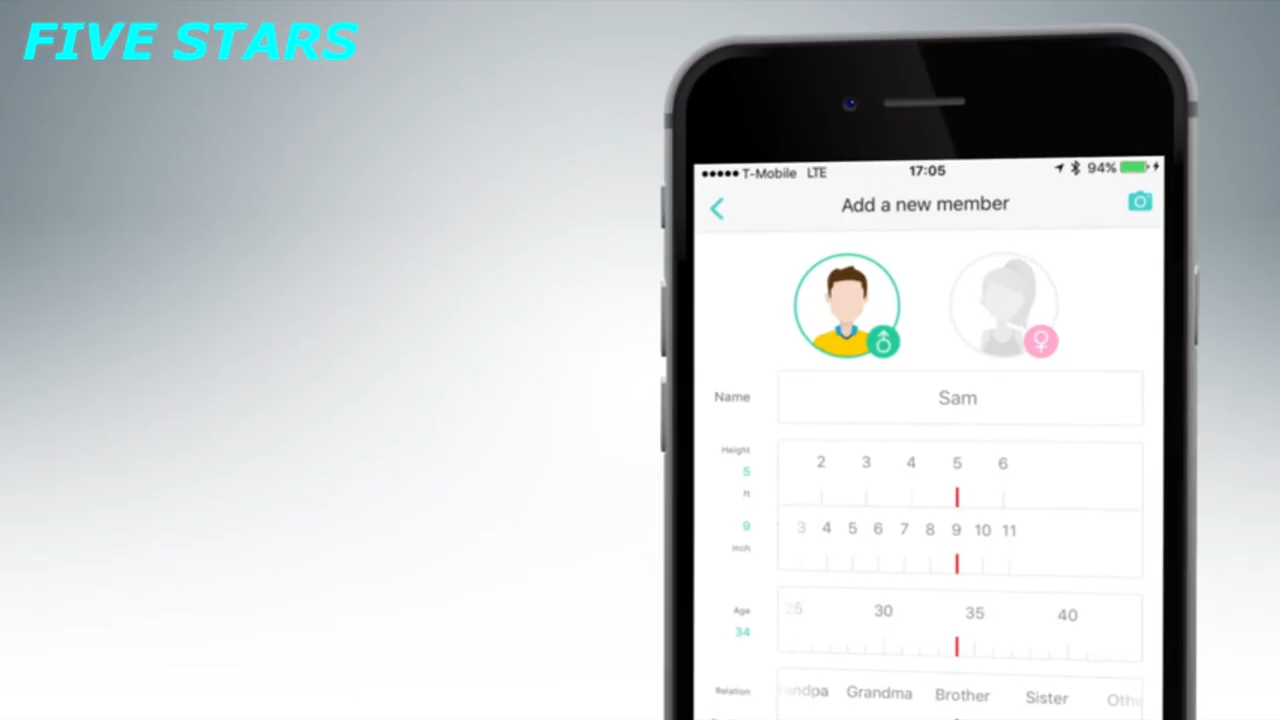 FIVE STARS
T-Mobile LTE 17:05 94%
Add a new member
Name Sam
Height
5
ft
2 3 4 5 6
9
Inch
3 4 5 6 7 8 9 10 11
Age
34
25 30 35 40
Relation
Grandma Brother Sister